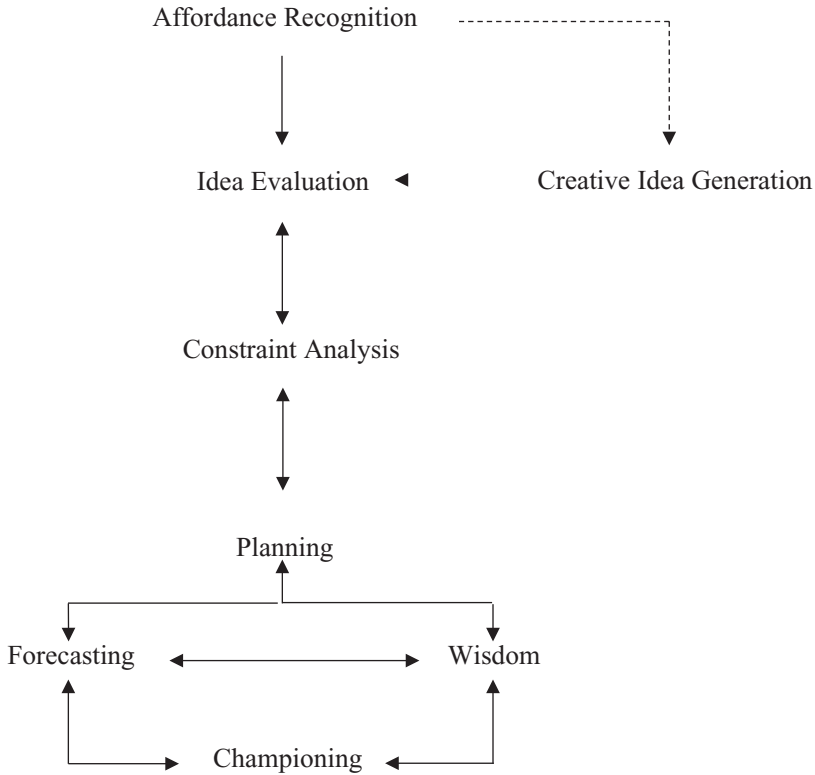 Affordance Recognition
Idea Evaluation
Creative Idea Generation
Constraint Analysis
Planning
Forecasting
Wisdom
Championing